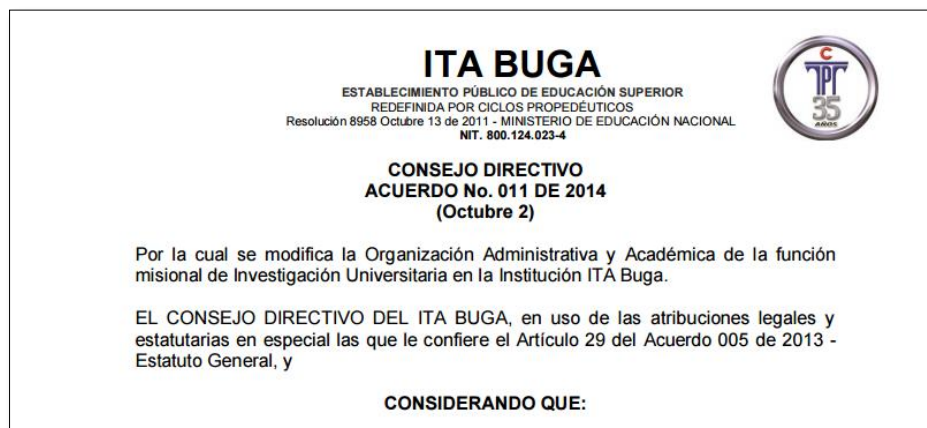 ITA BUGA
ESTABLECIMIENTO PÚBLICO DE EDUCACIÓN SUPERIOR
REDEFINIDA POR CICLOS PROPEDÉUTICOS
Resolución 8958 Octubre 13 de 2011 - MINISTERIO DE EDUCACIÓN NACIONAL
NIT. 800.124.023-4
C
35
AÑOS
CONSEJO DIRECTIVO
ACUERDO No. 011 DE 2014
(Octubre 2)
Por la cual se modifica la Organización Administrativa y Académica de la función
misional de Investigación Universitaria en la Institución ITA Buga.
EL CONSEJO DIRECTIVO DEL ITA BUGA, en uso de las atribuciones legales y
estatutarias en especial las que le confiere el Artículo 29 del Acuerdo 005 de 2013 -
Estatuto General, y
CONSIDERANDO QUE: